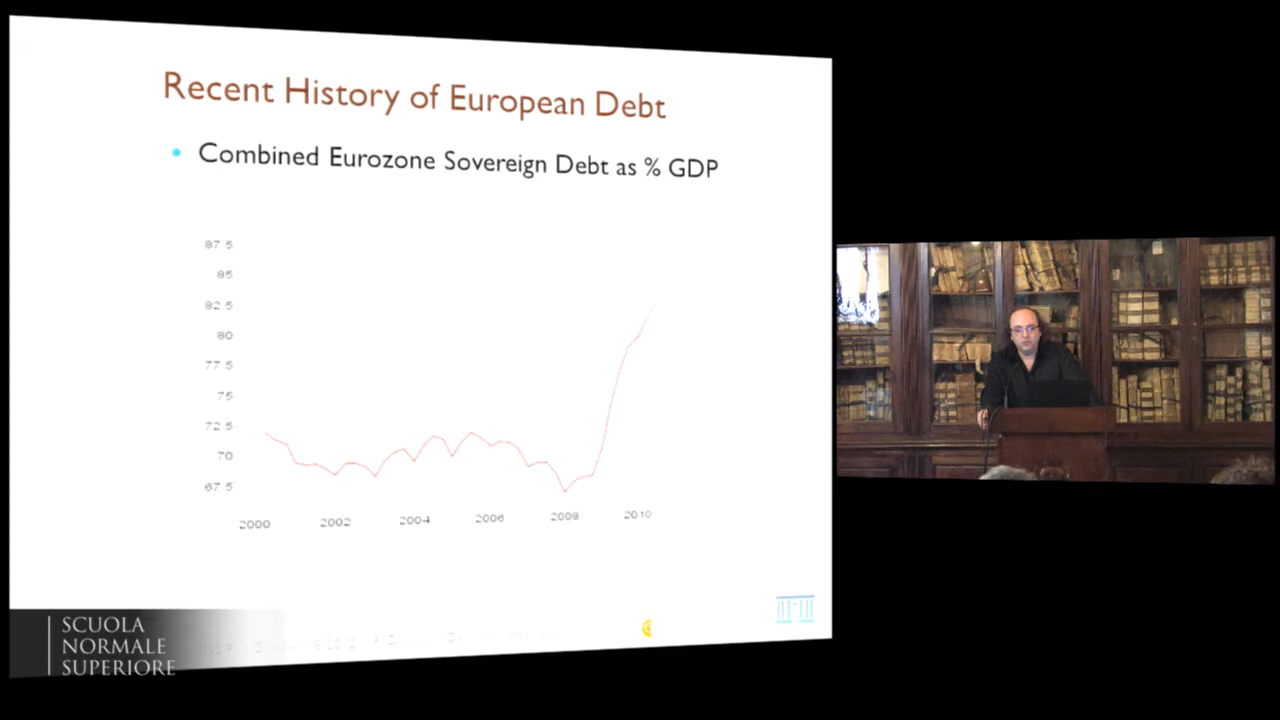 Recent History of European Debt
• Combined Eurozone Sovereign Debt as % GDP
87.5
85
82.5
80
77.5
75
72.5
70
67.5
2000 2002 2004 2006 2008 2010
SCUOLA
NORMALE
SUPERIORE